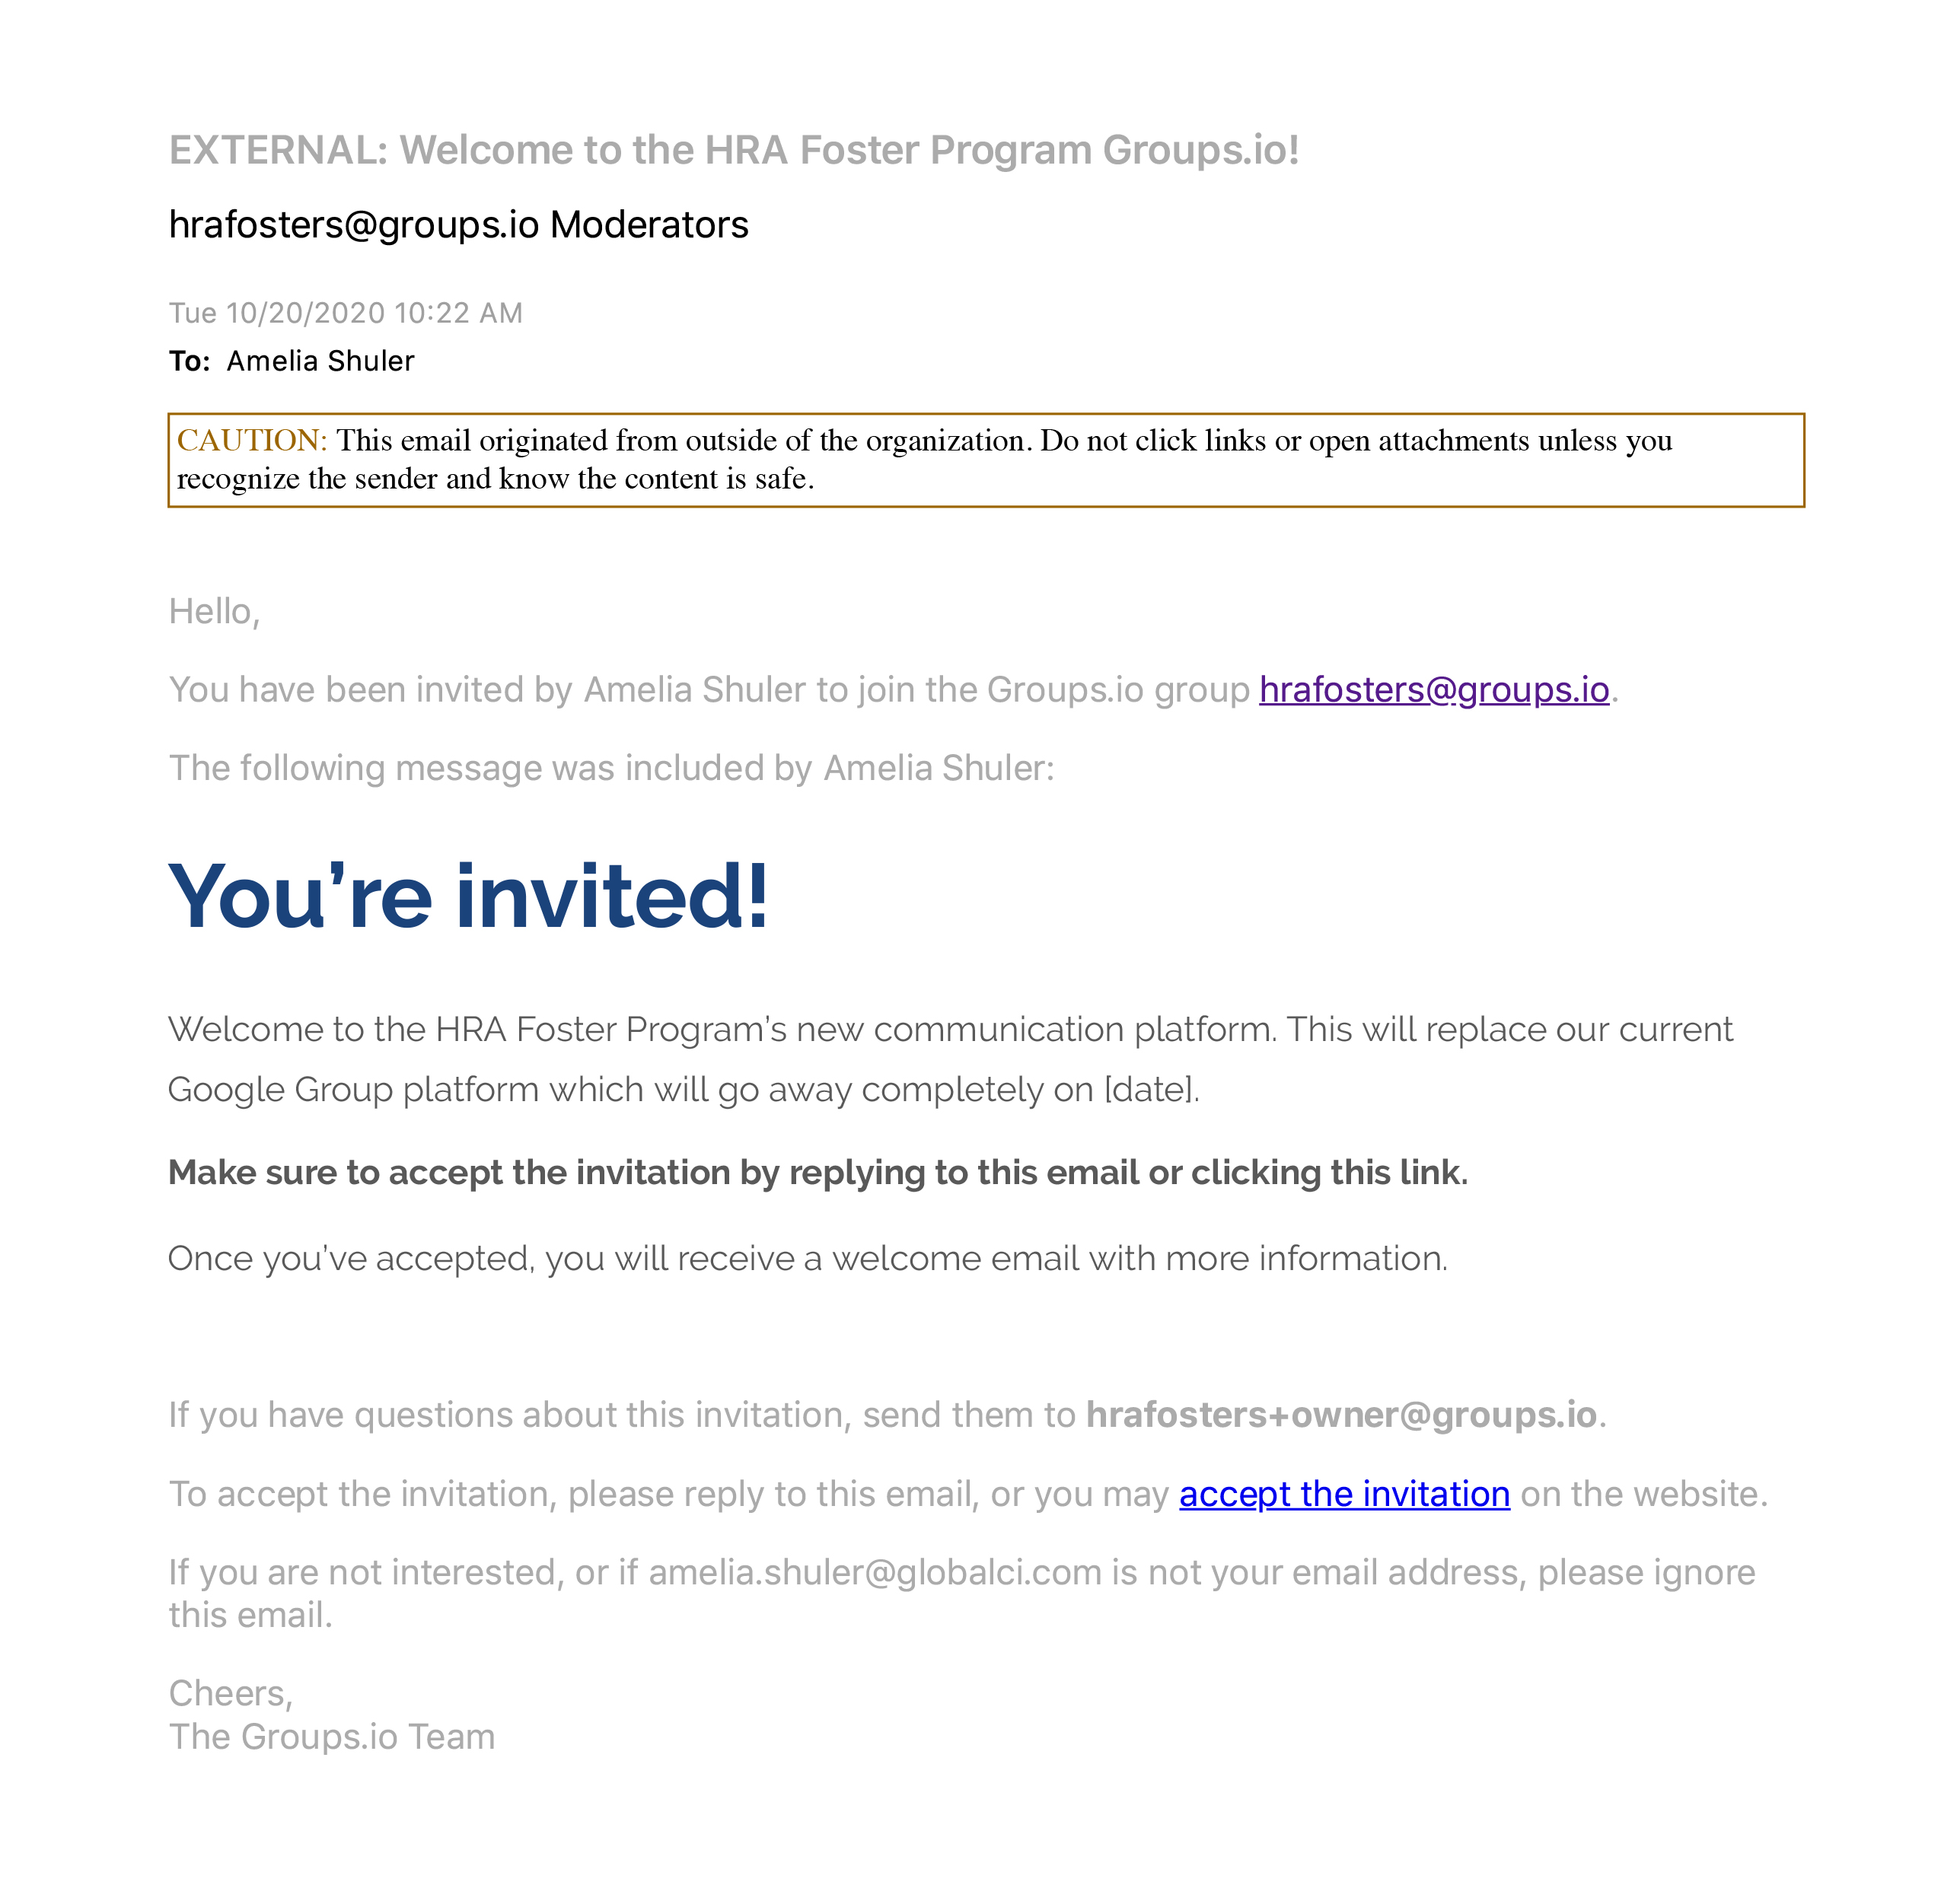 EXTERNAL: Welcome to the HRA Foster Program Groups.io!
hrafosters@groups.io Moderators
Tue 10/20/2020 10:22 AM
To: Amelia Shuler
CAUTION: This email originated from outside of the organization. Do not click links or open attachments unless you
recognize the sender and know the content is safe.
Hello,
You have been invited by Amelia Shuler to join the Groups.io group hrafosters@groups.io.
The following message was included by Amelia Shuler:
You’re invited!
Welcome to the HRA Foster Program’s new communication platform. This will replace our current
Google Group platform which will go away completely on [date].
Make sure to accept the invitation by replying to this email or clicking this link.
Once you’ve accepted, you will receive a welcome email with more information.
If you have questions about this invitation, send them to hrafosters+owner@groups.io.
To accept the invitation, please reply to this email, or you may accept the invitation on the website.
If you are not interested, or if amelia.shuler@globalci.com is not your email address, please ignore
this email.
Cheers,
The Groups.io Team